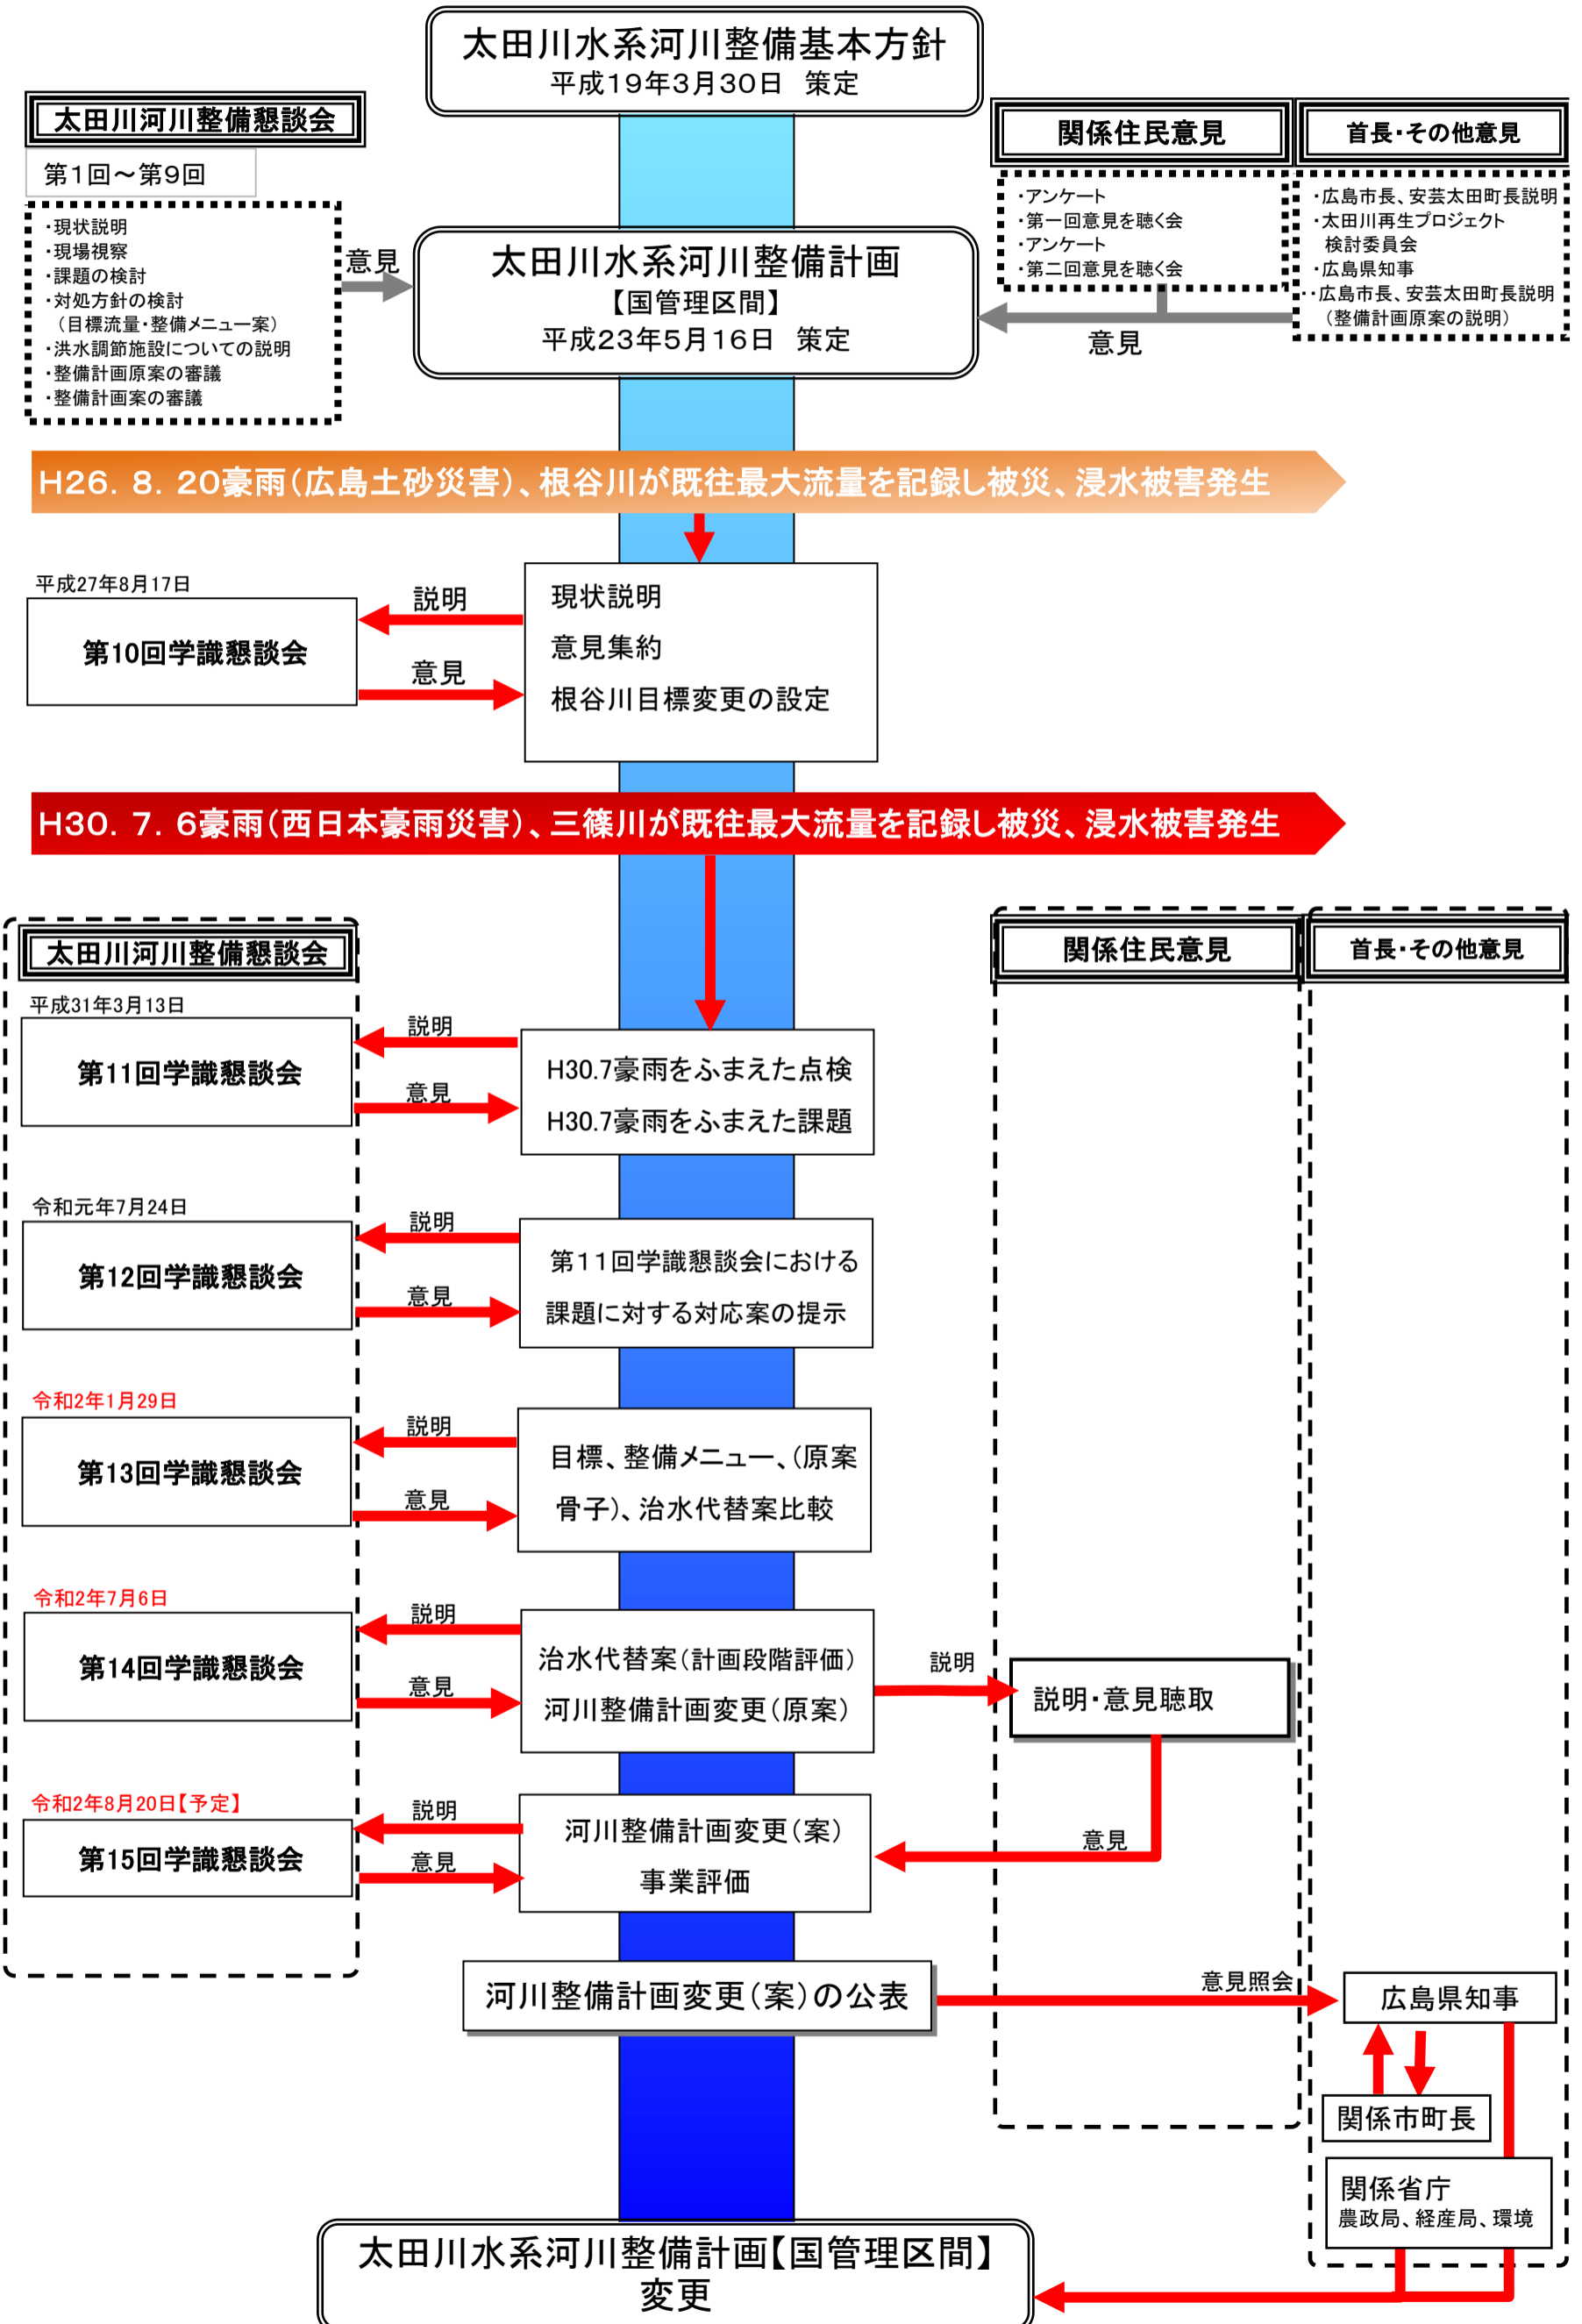 太田川水系河川整備基本方針
平成19年3月30日　策定
太田川河川整備懇談会
第1回～第9回
・現状説明
・現場視察
・課題の検討
・対処方針の検討
（目標流量・整備メニュー案）
・洪水調節施設についての説明
・整備計画原案の審議
・整備計画案の審議
意見
太田川水系河川整備計画
【国管理区間】
平成23年5月16日　策定
関係住民意見
・アンケート
・第一回意見を聴く会
・アンケート
・第二回意見を聴く会
首長・その他意見
・広島市長、安芸太田町長説明
・太田川再生プロジェクト
検討委員会
・広島県知事
・・広島市長、安芸太田町長説明
（整備計画原案の説明）
意見
H26．8．20豪雨（広島土砂災害）、根谷川が既往最大流量を記録し被災、浸水被害発生
平成27年8月17日
第10回学識懇談会
説明
意見
現状説明
意見集約
根谷川目標変更の設定
H30．7．6豪雨（西日本豪雨災害）、三篠川が既往最大流量を記録し被災、浸水被害発生
太田川河川整備懇談会
関係住民意見
首長・その他意見
平成31年3月13日
第11回学識懇談会
説明
意見
H30.7豪雨をふまえた点検
H30.7豪雨をふまえた課題
令和元年7月24日
第12回学識懇談会
説明
意見
第11回学識懇談会における
課題に対する対応案の提示
令和2年1月29日
第13回学識懇談会
説明
意見
目標、整備メニュー、（原案
骨子）、治水代替案比較
令和2年7月6日
第14回学識懇談会
説明
意見
治水代替案（計画段階評価）
河川整備計画変更（原案）
説明
説明・意見聴取
令和2年8月20日【予定】
第15回学識懇談会
説明
意見
河川整備計画変更（案）
事業評価
意見
河川整備計画変更（案）の公表
意見照会
広島県知事
関係市町長
関係省庁
農政局、経産局、環境
太田川水系河川整備計画【国管理区間】
変更